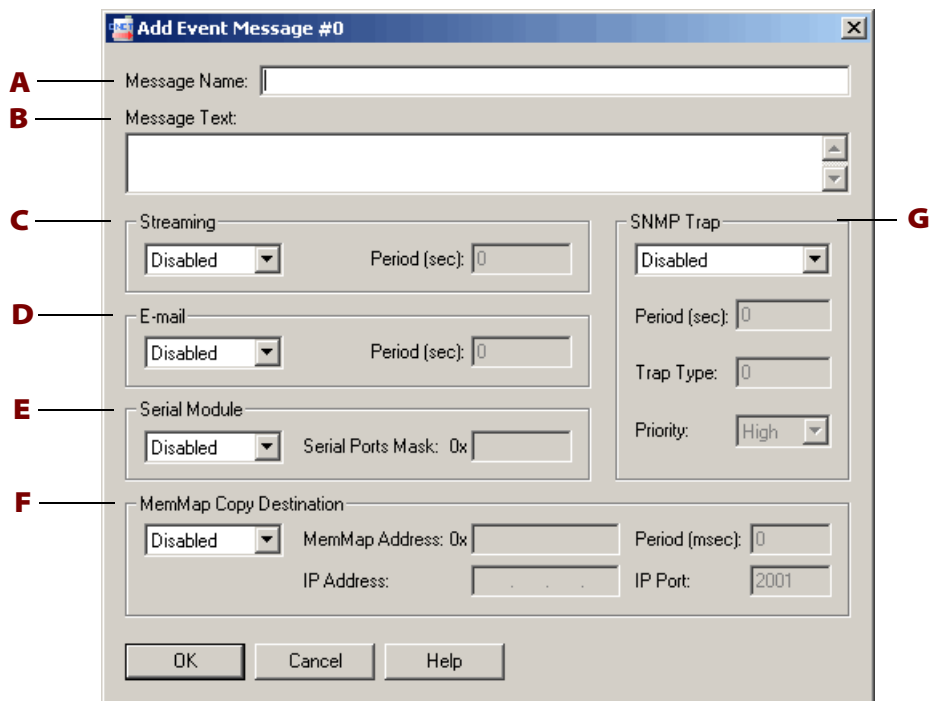 Add Event Message #0
A
Message Name:
B
Message Text:
C
Streaming
Disabled
Period (sec): 0
D
E-mail
Disabled
Period (sec): 0
E
Serial Module
Disabled
Serial Ports Mask: 0x
G
SNMP Trap
Disabled
Period (sec): 0
Trap Type: 0
Priority: High
F
MemMap Copy Destination
Disabled
MemMap Address: 0x
Period (msec): 0
IP Address: . . .
IP Port: 2001
OK
Cancel
Help